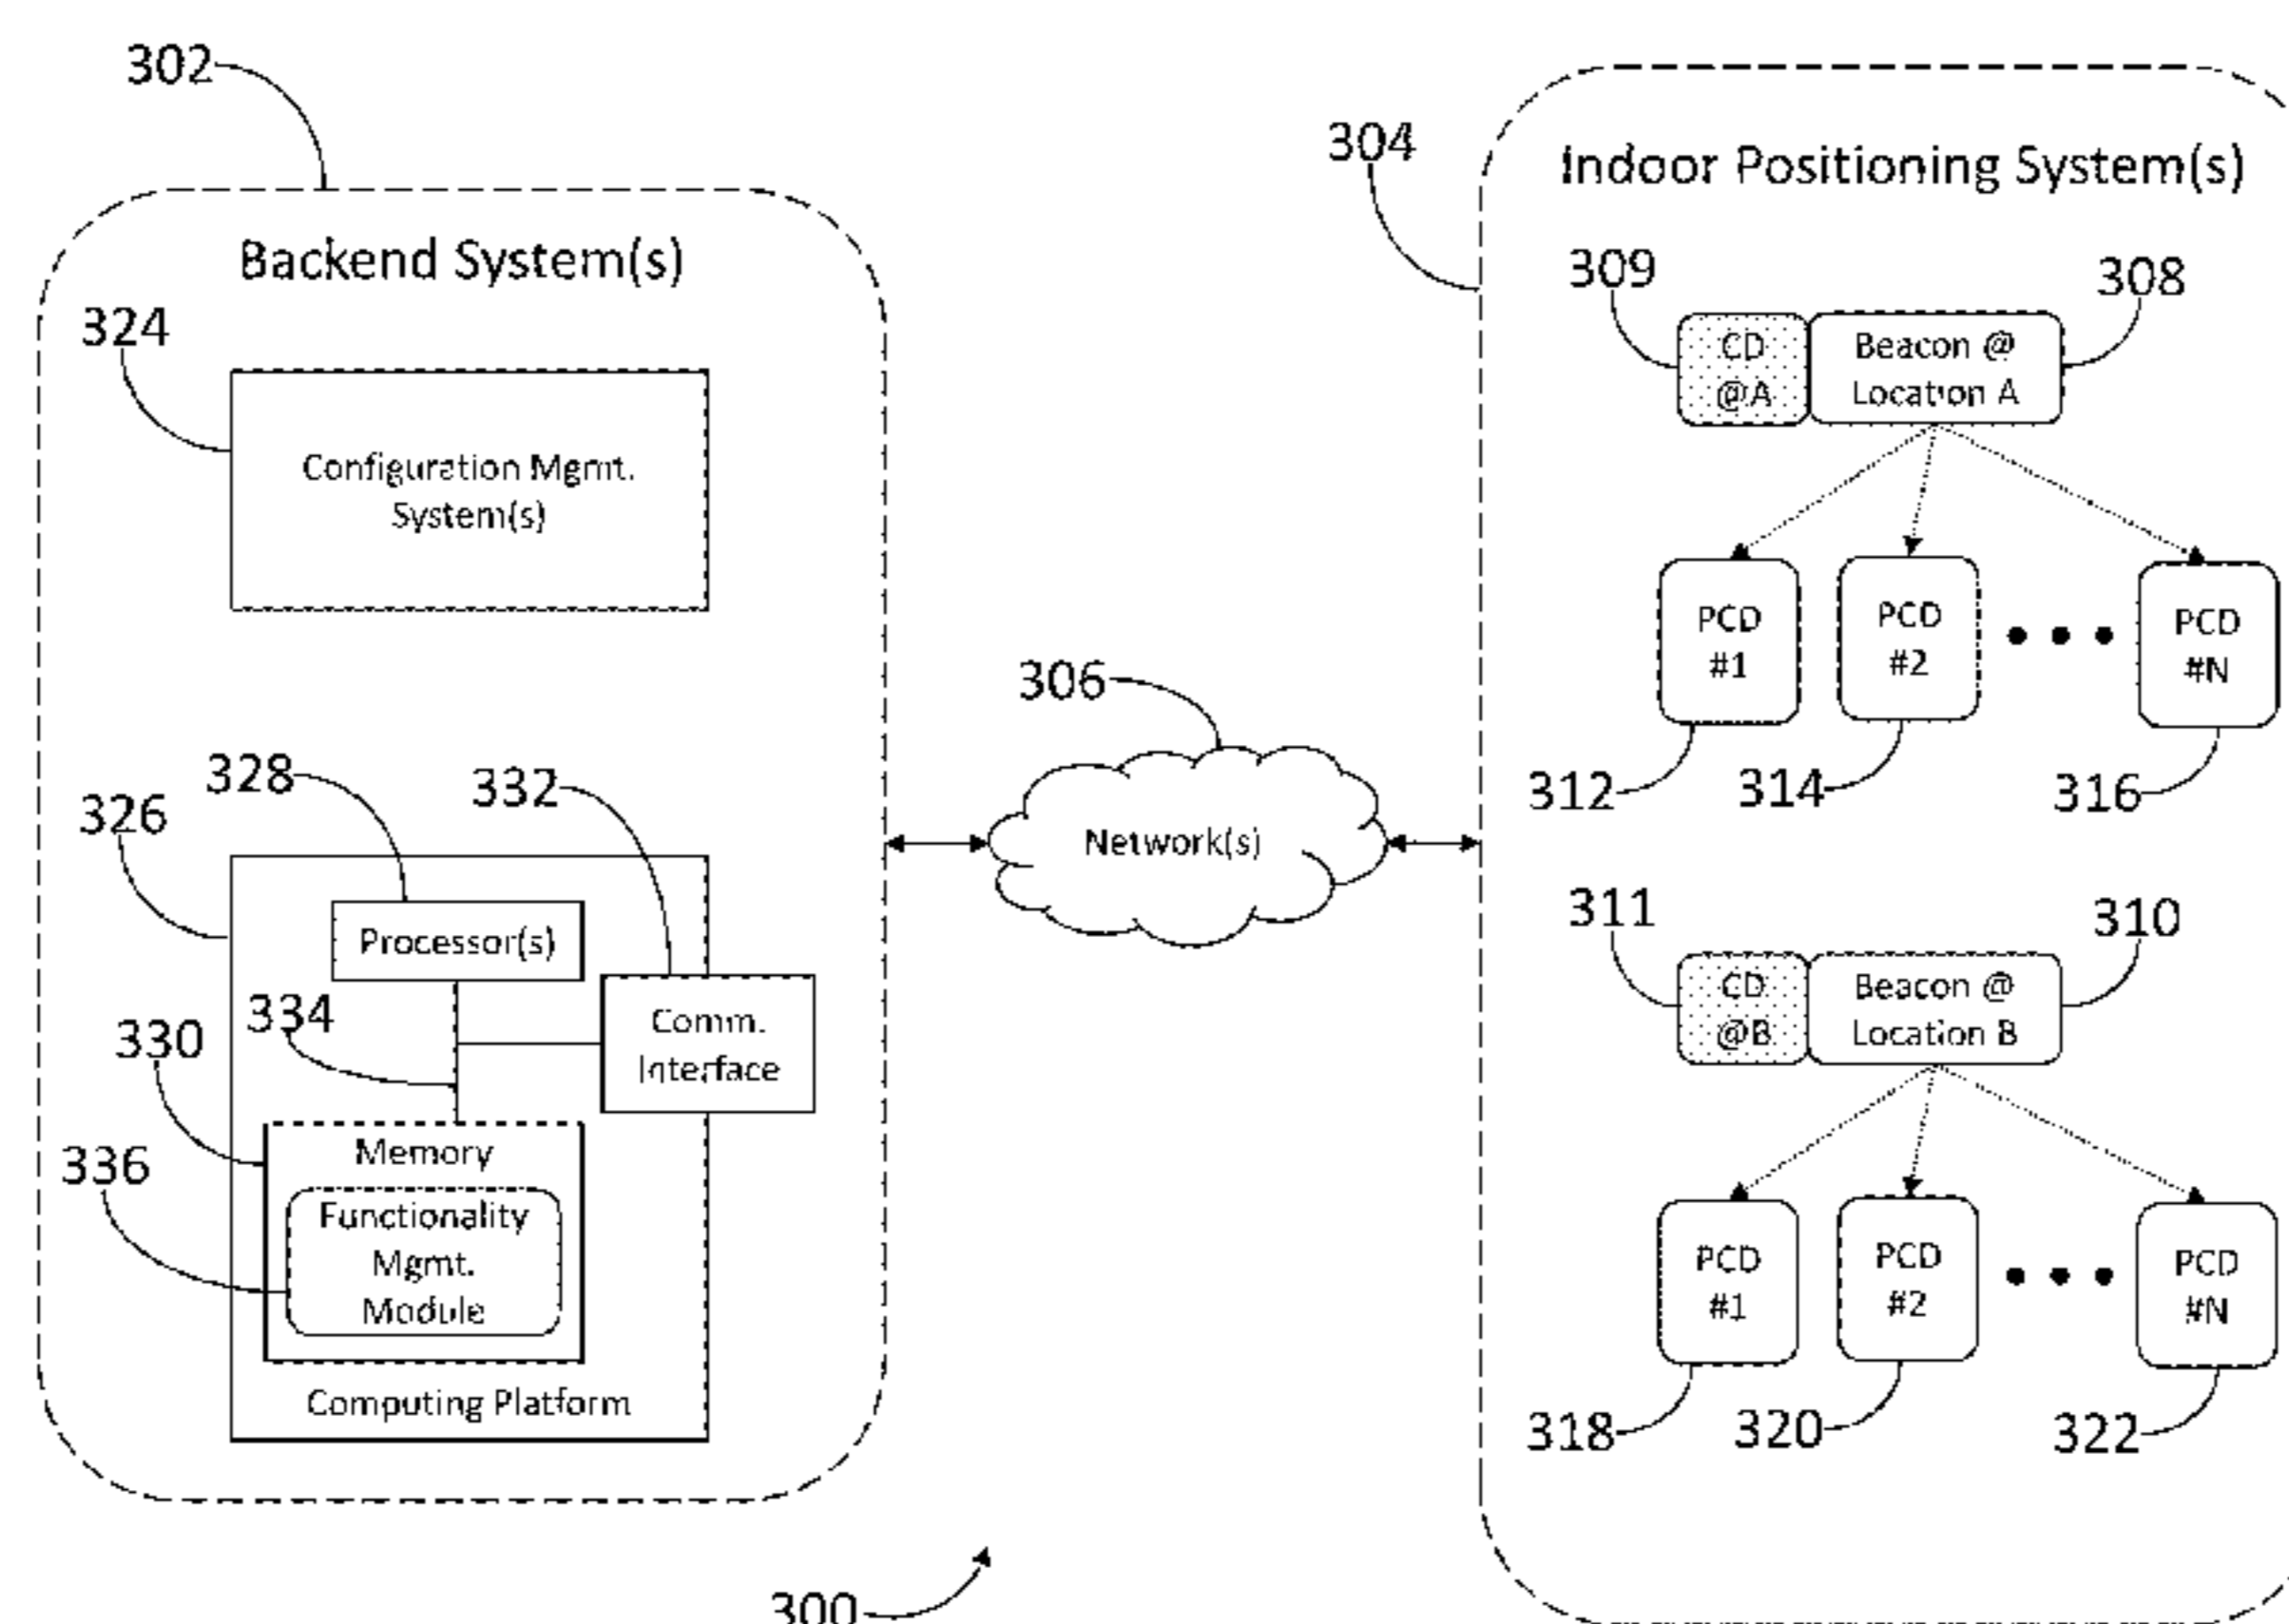 302
Backend System(s)
324
Configuration Mgmt.
System(s)
328
332
326
Processor(s)
334
330
Comm.
Interface
336
Memory
Functionality
Mgmt.
Module
Computing Platform
306
Network(s)
300
304
Indoor Positioning System(s)
309
308
CD
@A
Beacon @
Location A
PCD
#1
PCD
#2
PCD
#N
312
314
316
311
310
CD
@B
Beacon @
Location B
PCD
#1
PCD
#2
PCD
#N
318
320
322